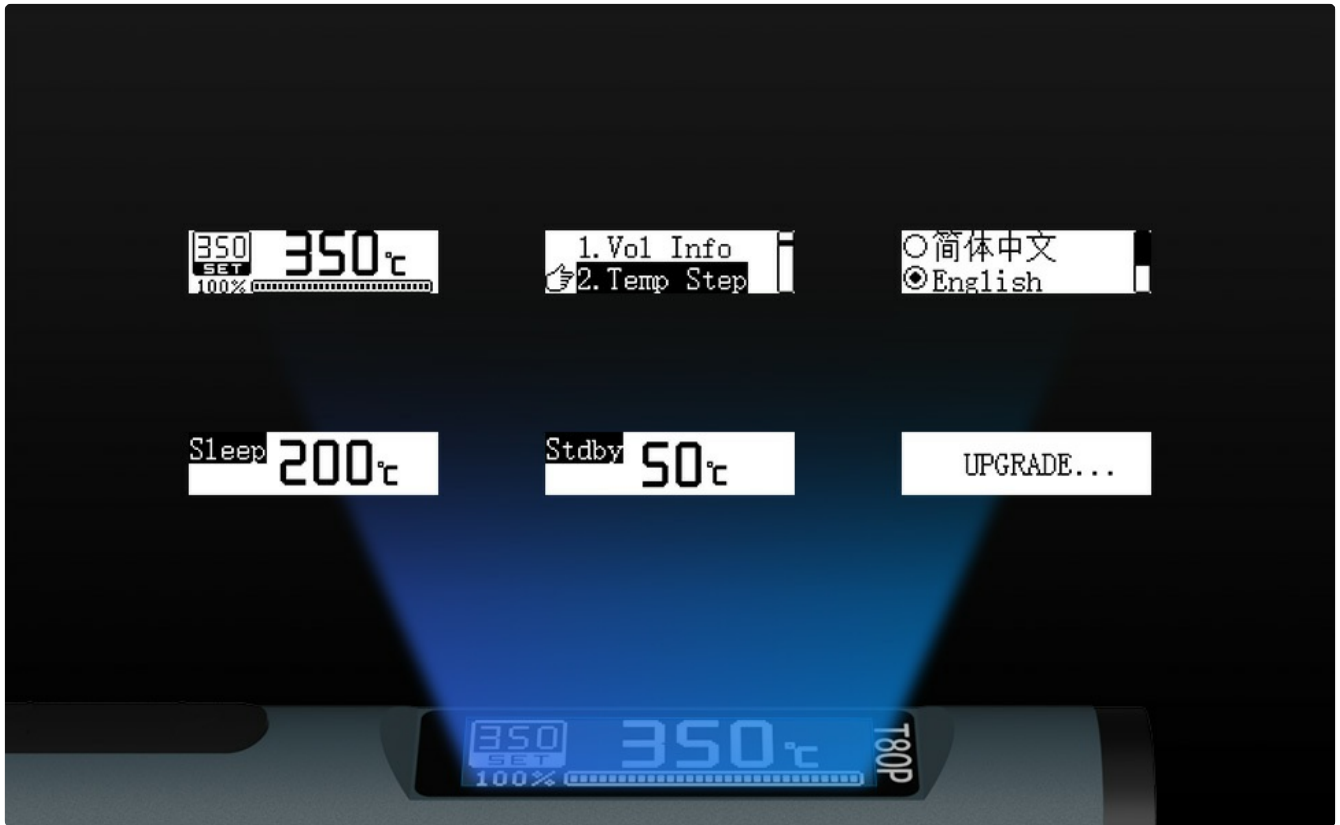 350
SET
350℃
100%
1.Vol Info
2.Temp Step
简体中文
English
Sleep
200℃
Stdby
50℃
UPGRADE...
350
SET
350℃
100%
T80P